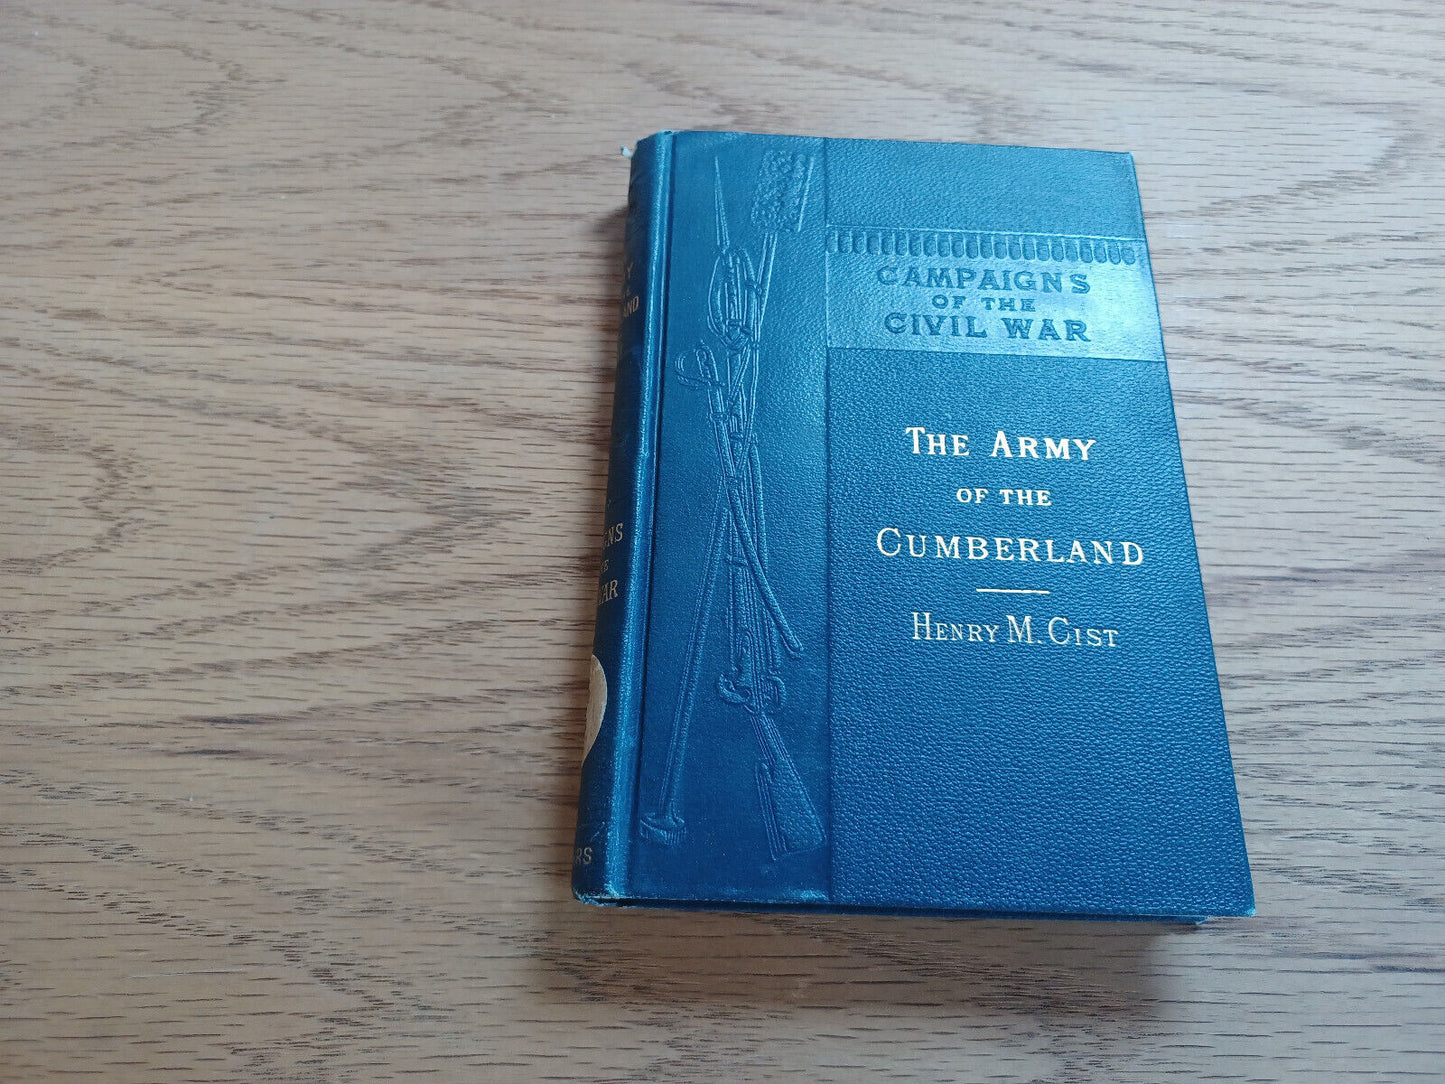 CAMPAIGNS
OF THE
CIVIL WAR
THE ARMY
OF THE
CUMBERLAND
HENRY M. CIST